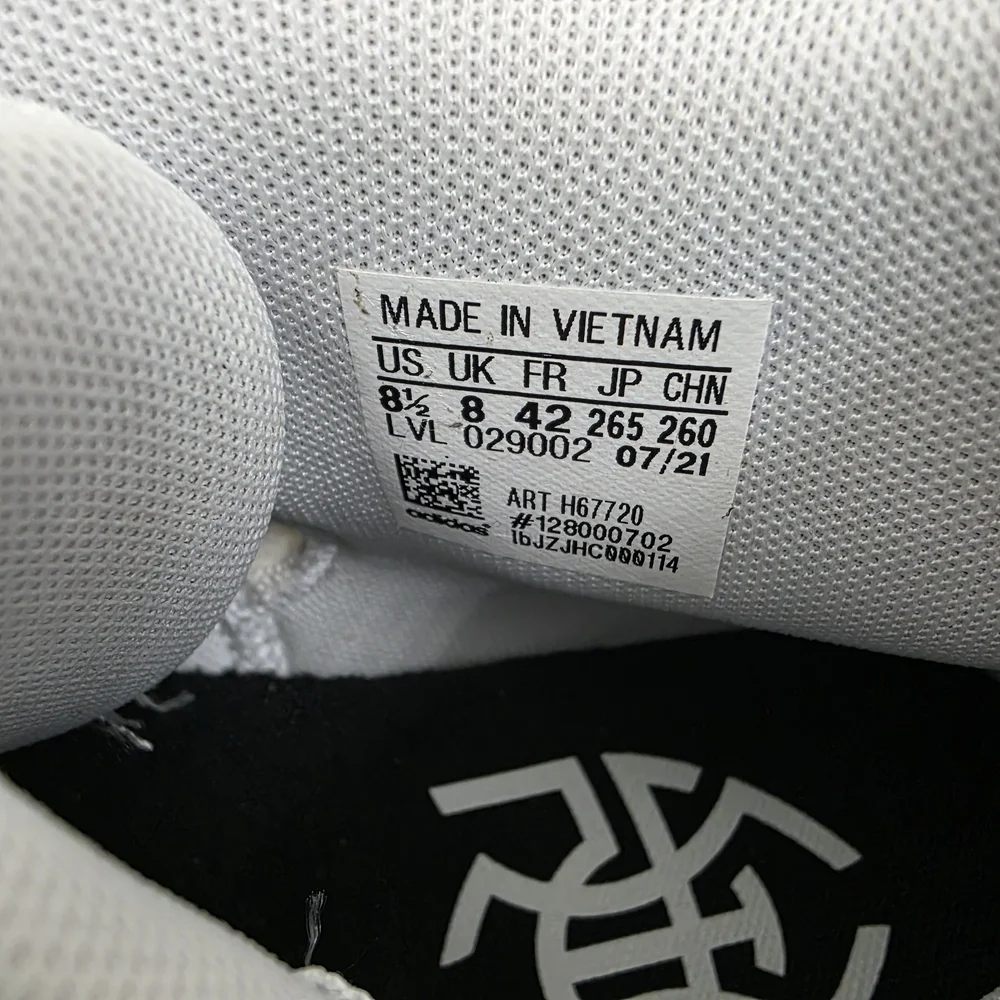 MADE IN VIETNAM
US UK FR JP CHN
8½ 8 42 265 260
LVL 029002 07/21
ART H67720
#128000702
adidas
16JZJHC000114